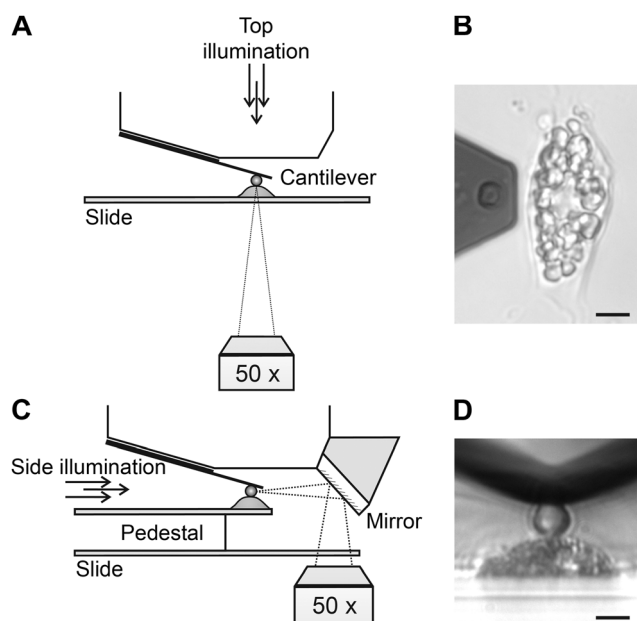 A
Top
illumination
Cantilever
Slide
50 x
B
C
Side illumination
Pedestal
Mirror
Slide
50 x
D